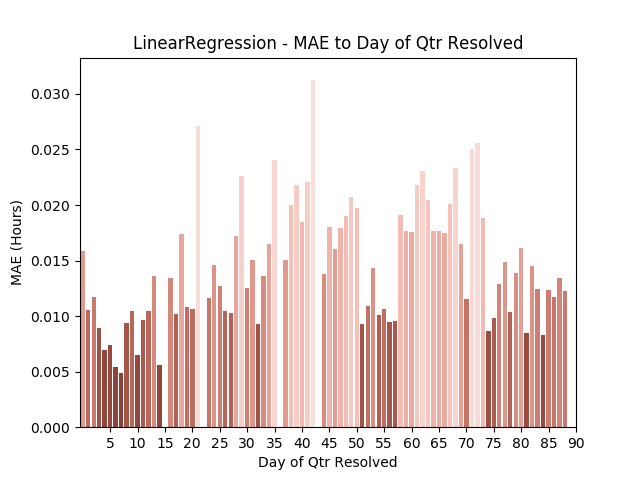 LinearRegression - MAE to Day of Qtr Resolved
0.030
0.025
0.020
0.015
0.010
0.005
0.000
MAE (Hours)
5 10 15 20 25 30 35 40 45 50 55 60 65 70 75 80 85 90
Day of Qtr Resolved